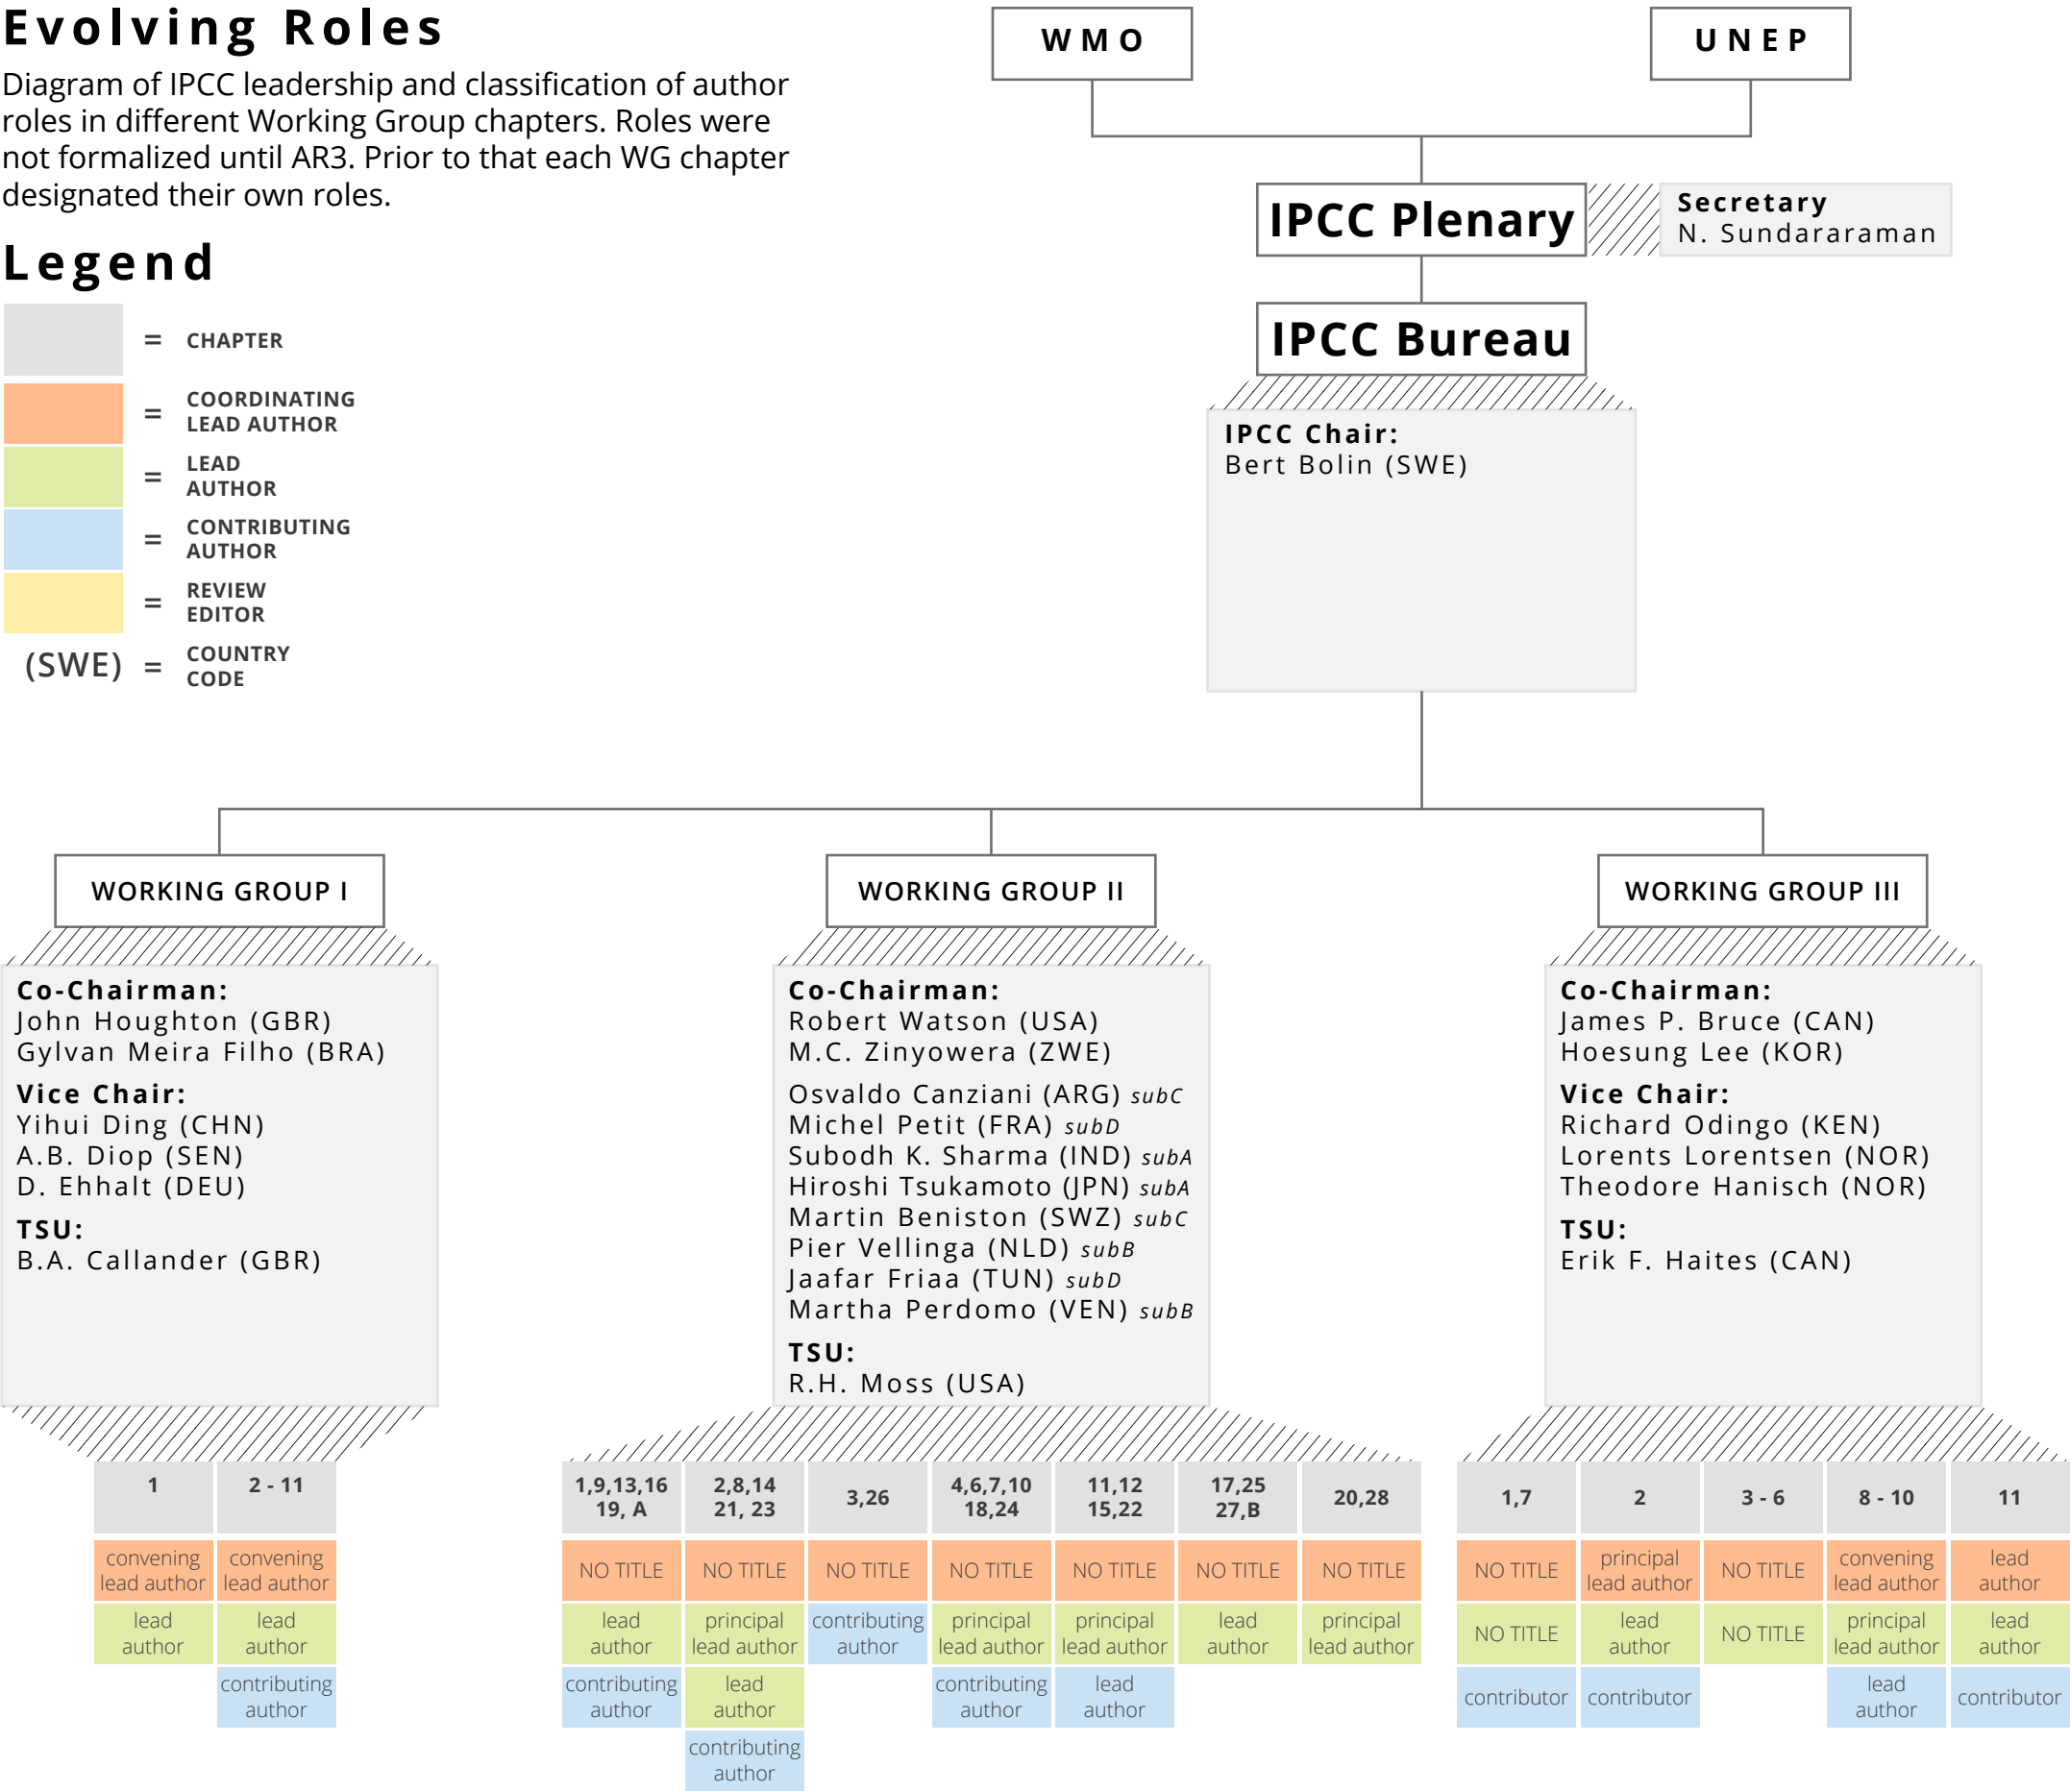 Evolving Roles
Diagram of IPCC leadership and classification of author
roles in different Working Group chapters. Roles were
not formalized until AR3. Prior to that each WG chapter
designated their own roles.
Legend
= CHAPTER
= COORDINATING
LEAD AUTHOR
= LEAD
AUTHOR
= CONTRIBUTING
AUTHOR
= REVIEW
EDITOR
(SWE) = COUNTRY
CODE
WMO
UNEP
IPCC Plenary
Secretary
N. Sundararaman
IPCC Bureau
IPCC Chair:
Bert Bolin (SWE)
WORKING GROUP I
Co-Chairman:
John Houghton (GBR)
Gylvan Meira Filho (BRA)
Vice Chair:
Yihui Ding (CHN)
A.B. Diop (SEN)
D. Ehhalt (DEU)
TSU:
B.A. Callander (GBR)
1
convening
lead author
lead
author
2 - 11
convening
lead author
lead
author
contributing
author
WORKING GROUP II
Co-Chairman:
Robert Watson (USA)
M.C. Zinyowera (ZWE)
Osvaldo Canziani (ARG) subC
Michel Petit (FRA) subD
Subodh K. Sharma (IND) subA
Hiroshi Tsukamoto (JPN) subA
Martin Beniston (SWZ) subC
Pier Vellinga (NLD) subB
Jaafar Friaa (TUN) subD
Martha Perdomo (VEN) subB
TSU:
R.H. Moss (USA)
1,9,13,16
19, A
NO TITLE
lead
author
contributing
author
2,8,14
21, 23
NO TITLE
principal
lead author
lead
author
contributing
author
3,26
NO TITLE
contributing
author
4,6,7,10
18,24
NO TITLE
principal
lead author
contributing
author
11,12
15,22
NO TITLE
principal
lead author
lead
author
17,25
27,B
NO TITLE
lead
author
20,28
NO TITLE
principal
lead author
WORKING GROUP III
Co-Chairman:
James P. Bruce (CAN)
Hoesung Lee (KOR)
Vice Chair:
Richard Odingo (KEN)
Lorents Lorentsen (NOR)
Theodore Hanisch (NOR)
TSU:
Erik F. Haites (CAN)
1,7
NO TITLE
NO TITLE
contributor
2
principal
lead author
lead
author
contributor
3 - 6
NO TITLE
NO TITLE
8 - 10
convening
lead author
principal
lead author
lead
author
11
lead
author
lead
author
contributor